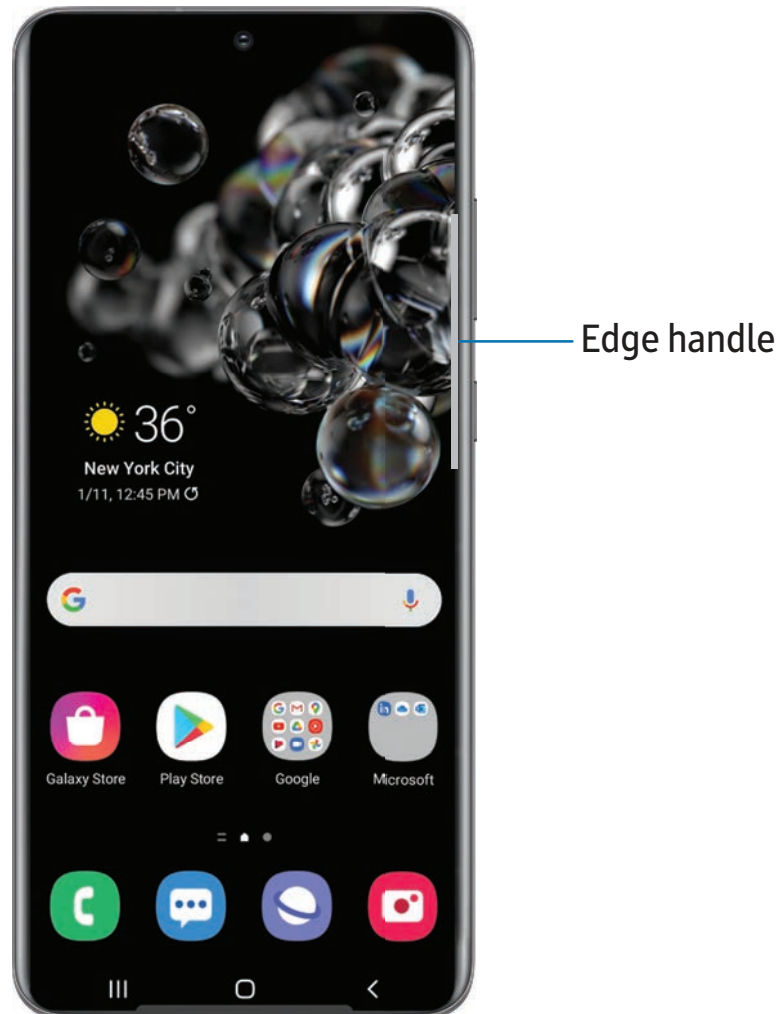 Edge handle
36°
New York City
1/11, 12:45 PM
Galaxy Store
Play Store
Google
Microsoft